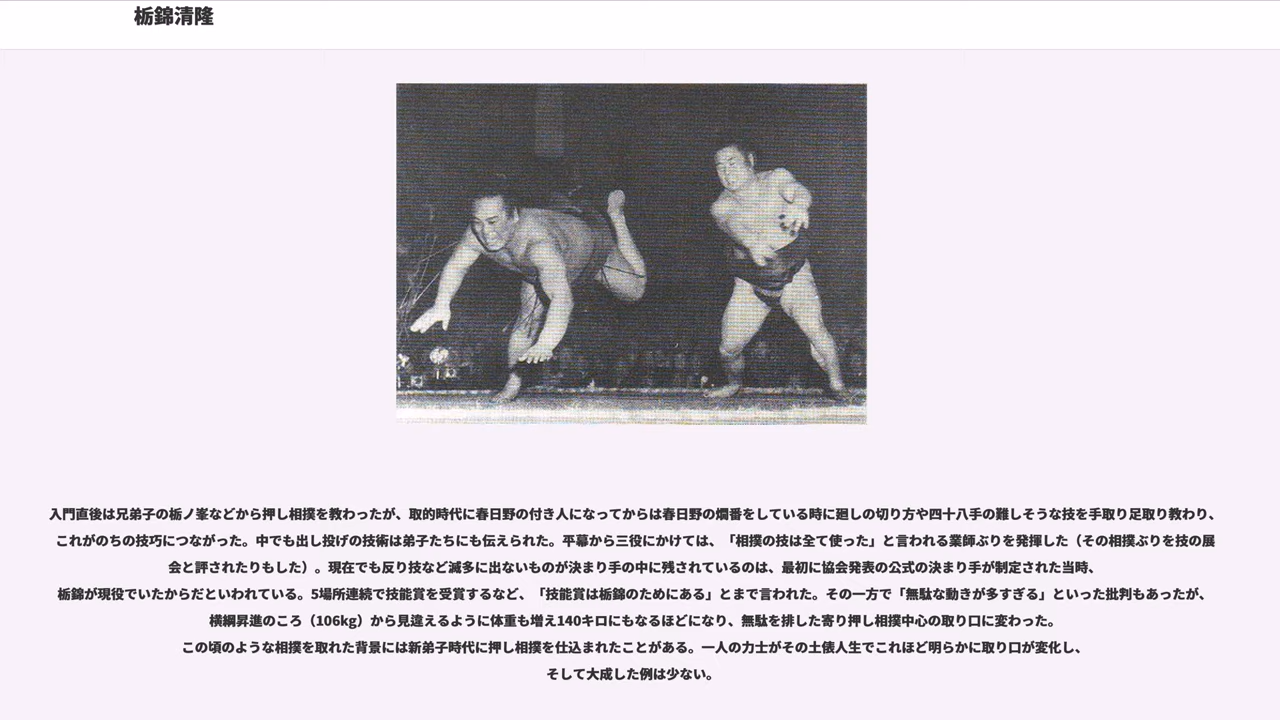 栃錦清隆
入門直後は兄弟子の栃ノ峯などから押し相撲を教わったが、取的時代に春日野の付き人になってからは春日野の燗番をしている時に廻しの切り方や四十八手の難しそうな技を手取り足取り教わり、
これがのちの技巧につながった。中でも出し投げの技術は弟子たちにも伝えられた。平幕から三役にかけては、「相撲の技は全て使った」と言われる業師ぶりを発揮した（その相撲ぶりを技の展
会と評されたりもした）。現在でも反り技など滅多に出ないものが決まり手の中に残されているのは、最初に協会発表の公式の決まり手が制定された当時、
栃錦が現役でいたからだといわれている。5場所連続で技能賞を受賞するなど、「技能賞は栃錦のためにある」とまで言われた。その一方で「無駄な動きが多すぎる」といった批判もあったが、
横綱昇進のころ（106kg）から見違えるように体重も増え140キロにもなるほどになり、無駄を排した寄り押し相撲中心の取り口に変わった。
この頃のような相撲を取れた背景には新弟子時代に押し相撲を仕込まれたことがある。一人の力士がその土俵人生でこれほど明らかに取り口が変化し、
そして大成した例は少ない。